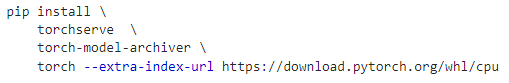 pip install \
    torchserve  \
    torch-model-archiver \
    torch --extra-index-url https://download.pytorch.org/whl/cpu